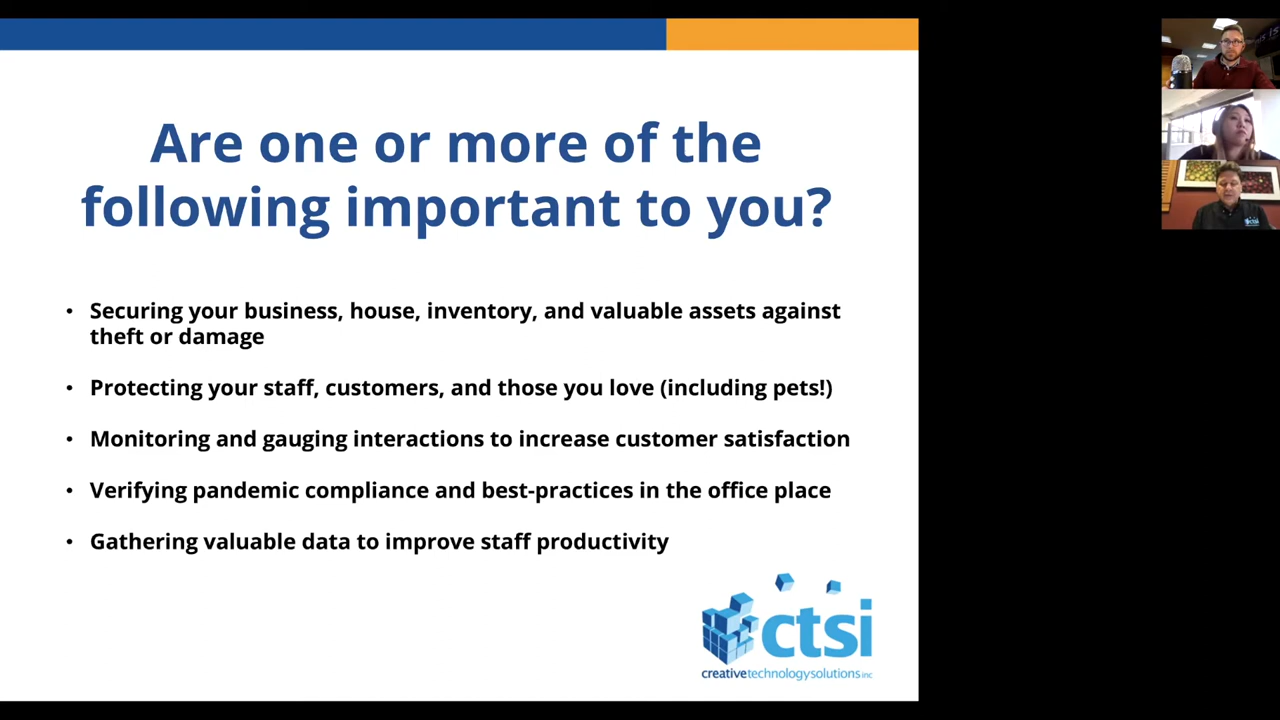 Are one or more of the
following important to you?
• Securing your business, house, inventory, and valuable assets against
theft or damage
• Protecting your staff, customers, and those you love (including pets!)
• Monitoring and gauging interactions to increase customer satisfaction
• Verifying pandemic compliance and best-practices in the office place
• Gathering valuable data to improve staff productivity
ctsi
creativetechnologysolutions inc
ctsi